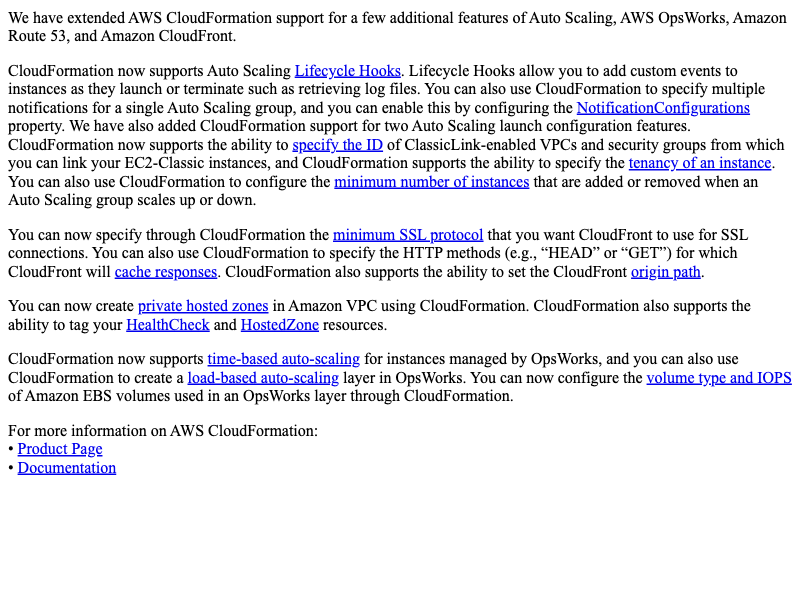 We have extended AWS CloudFormation support for a few additional features of Auto Scaling, AWS OpsWorks, Amazon
Route 53, and Amazon CloudFront.
CloudFormation now supports Auto Scaling Lifecycle Hooks. Lifecycle Hooks allow you to add custom events to
instances as they launch or terminate such as retrieving log files. You can also use CloudFormation to specify multiple
notifications for a single Auto Scaling group, and you can enable this by configuring the NotificationConfigurations
property. We have also added CloudFormation support for two Auto Scaling launch configuration features.
CloudFormation now supports the ability to specify the ID of ClassicLink-enabled VPCs and security groups from which
you can link your EC2-Classic instances, and CloudFormation supports the ability to specify the tenancy of an instance.
You can also use CloudFormation to configure the minimum number of instances that are added or removed when an
Auto Scaling group scales up or down.
You can now specify through CloudFormation the minimum SSL protocol that you want CloudFront to use for SSL
connections. You can also use CloudFormation to specify the HTTP methods (e.g., “HEAD” or “GET”) for which
CloudFront will cache responses. CloudFormation also supports the ability to set the CloudFront origin path.
You can now create private hosted zones in Amazon VPC using CloudFormation. CloudFormation also supports the
ability to tag your HealthCheck and HostedZone resources.
CloudFormation now supports time-based auto-scaling for instances managed by OpsWorks, and you can also use
CloudFormation to create a load-based auto-scaling layer in OpsWorks. You can now configure the volume type and IOPS
of Amazon EBS volumes used in an OpsWorks layer through CloudFormation.
For more information on AWS CloudFormation:
• Product Page
• Documentation